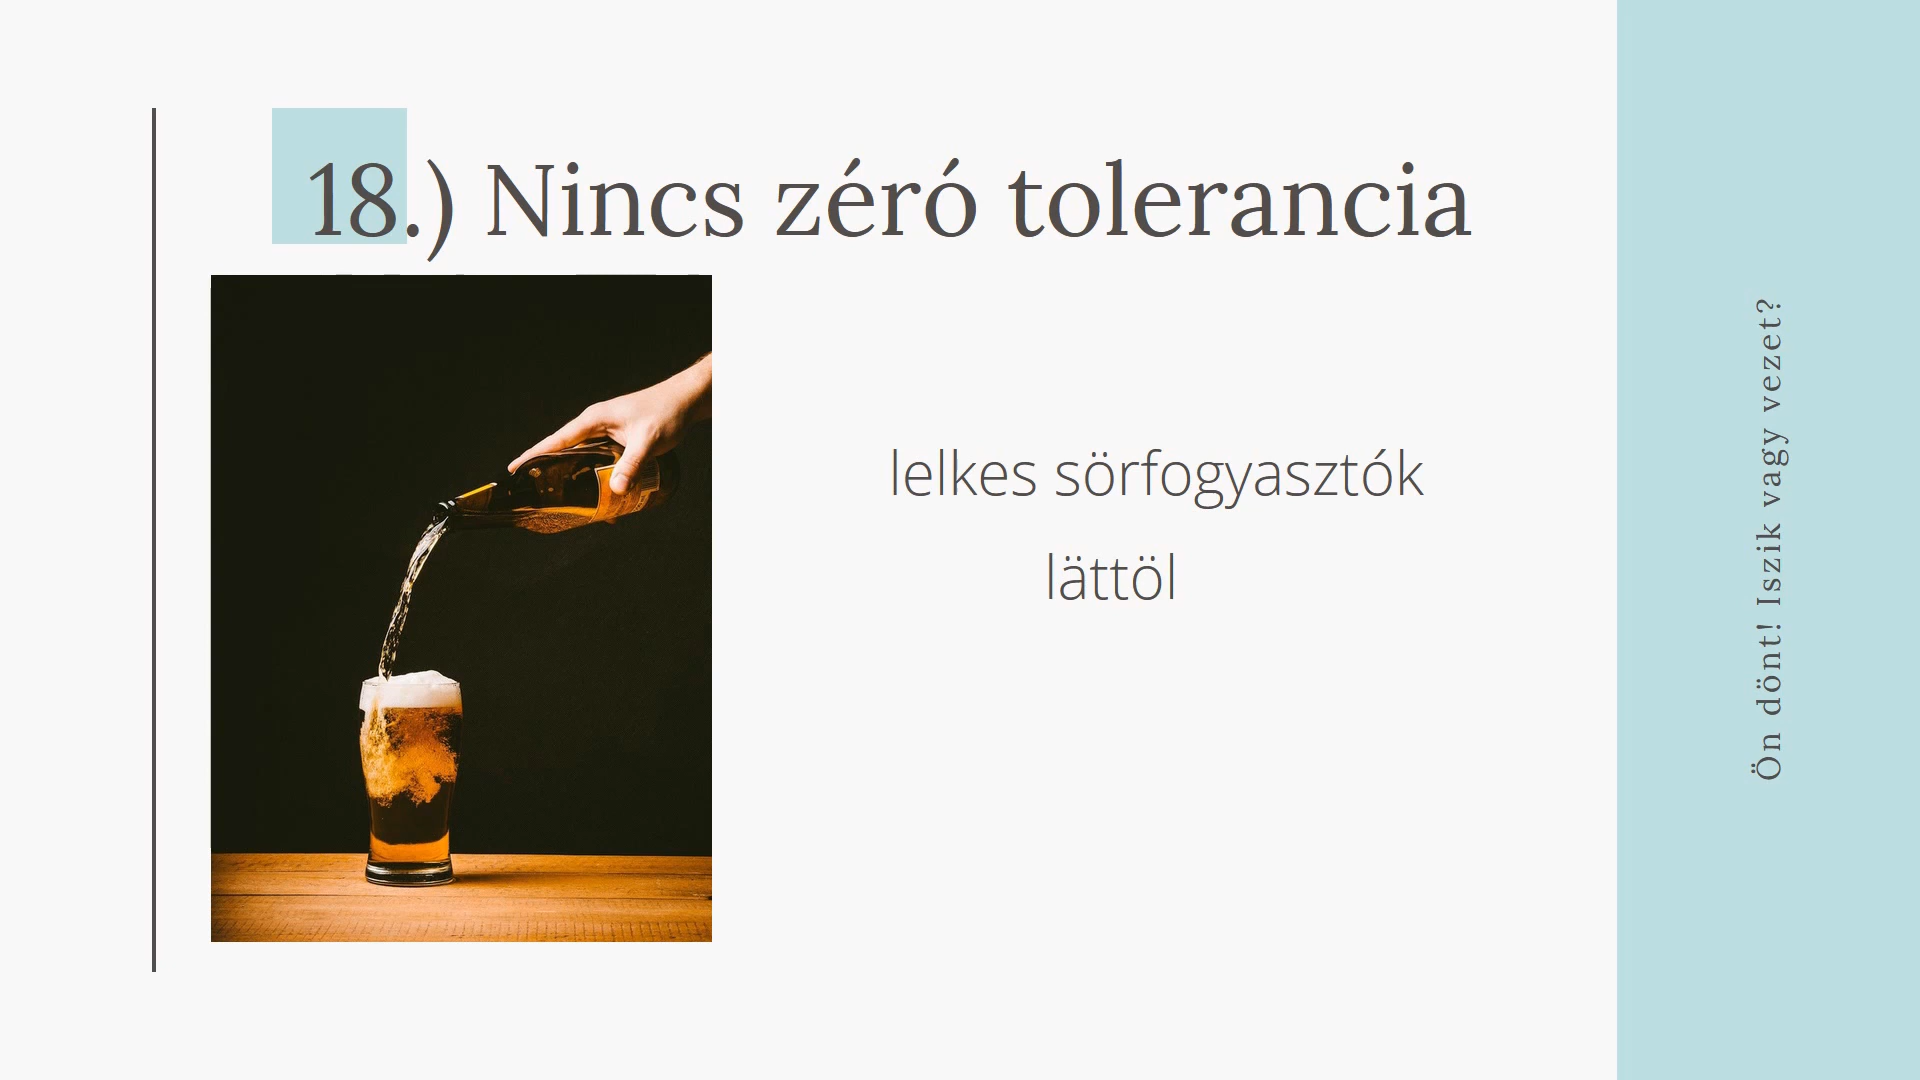 18.) Nincs zéró tolerancia
lelkes sörfogyasztók
lättöl
Ön dönt! Iszik vagy vezet?